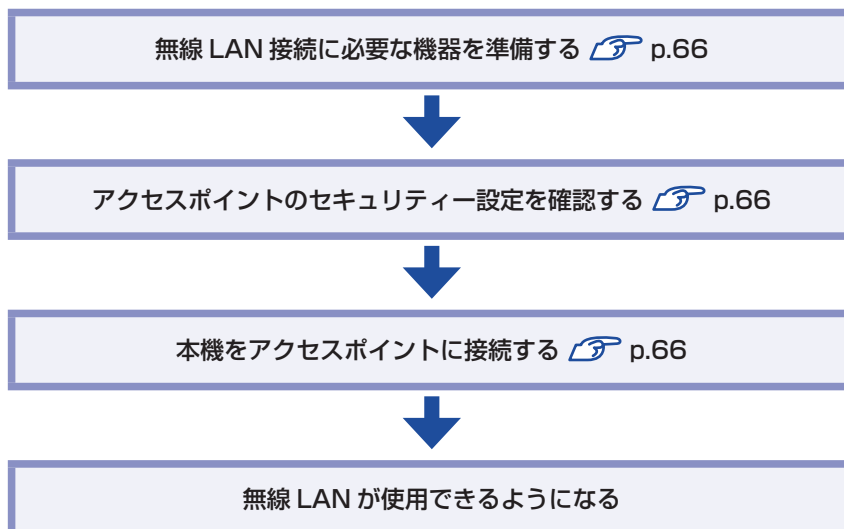 無線 LAN 接続に必要な機器を準備する p.66
アクセスポイントのセキュリティー設定を確認する p.66
本機をアクセスポイントに接続する p.66
無線 LAN が使用できるようになる